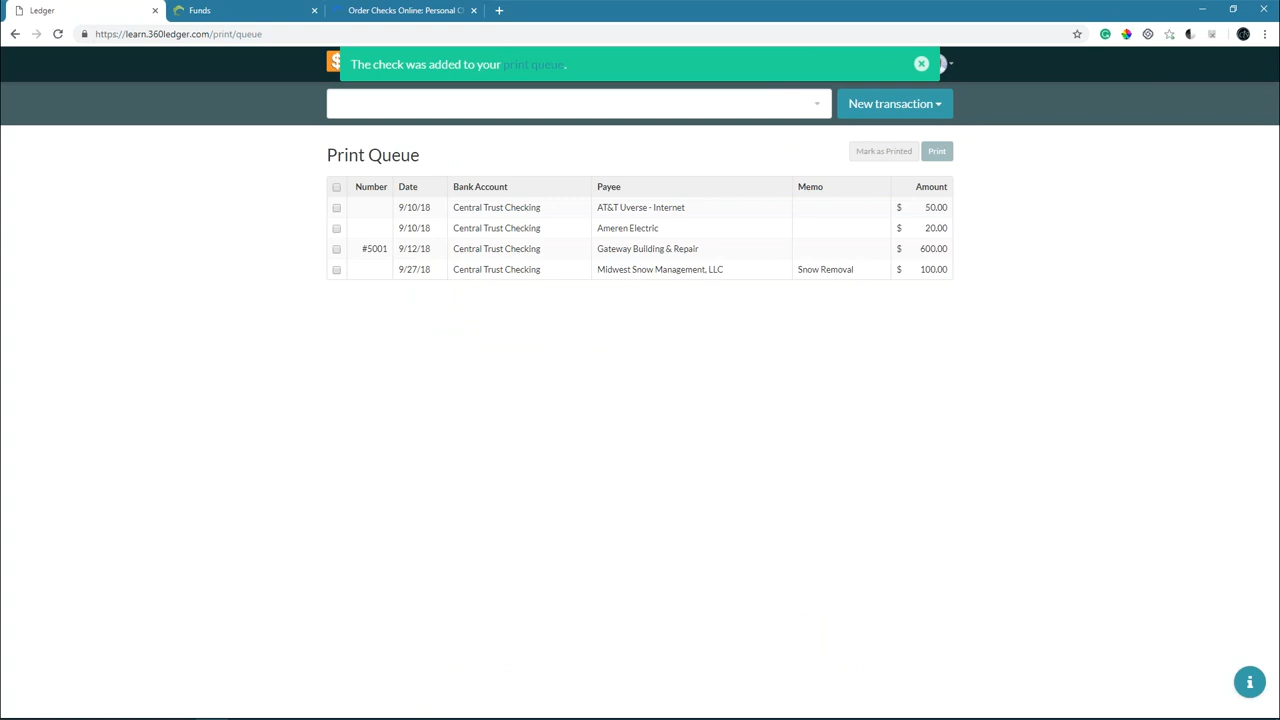 Ledger
Funds
Order Checks Online: Personal C
https://learn.360ledger.com/print/queue
$
The check was added to your print queue.
New transaction
Print Queue
Mark as Printed
Print
Number Date Bank Account Payee Memo Amount
9/10/18 Central Trust Checking AT&T Uverse - Internet $ 50.00
9/10/18 Central Trust Checking Ameren Electric $ 20.00
#5001 9/12/18 Central Trust Checking Gateway Building & Repair $ 600.00
9/27/18 Central Trust Checking Midwest Snow Management, LLC Snow Removal $ 100.00
i